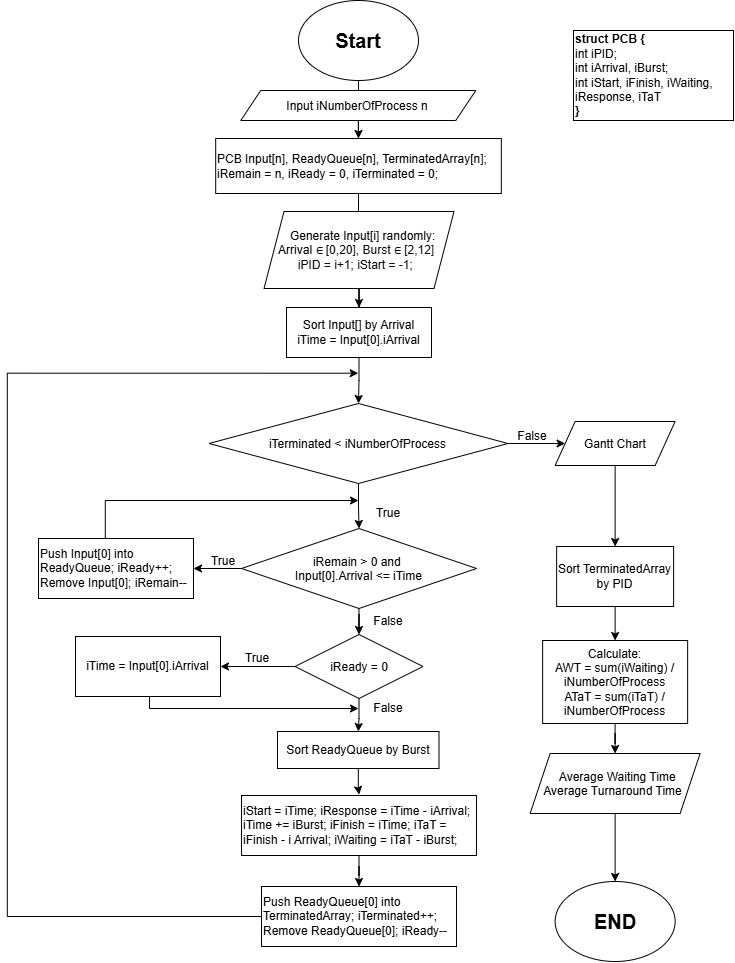 Start
struct PCB {
int iPID;
int iArrival, iBurst;
int iStart, iFinish, iWaiting,
iResponse, iTaT
}
Input iNumberOfProcess n
PCB Input[n], ReadyQueue[n], TerminatedArray[n];
iRemain = n, iReady = 0, iTerminated = 0;
Generate Input[i] randomly:
Arrival ∈ [0,20], Burst ∈ [2,12]
iPID = i+1; iStart = -1;
Sort Input[] by Arrival
iTime = Input[0].iArrival
iTerminated < iNumberOfProcess
False
Gantt Chart
True
Push Input[0] into
ReadyQueue; iReady++;
Remove Input[0]; iRemain--
True
iRemain > 0 and
Input[0].Arrival <= iTime
Sort TerminatedArray
by PID
False
iTime = Input[0].iArrival
True
iReady = 0
Calculate:
AWT = sum(iWaiting) /
iNumberOfProcess
ATaT = sum(iTaT) /
iNumberOfProcess
False
Sort ReadyQueue by Burst
Average Waiting Time
Average Turnaround Time
iStart = iTime; iResponse = iTime - iArrival;
iTime += iBurst; iFinish = iTime; iTaT =
iFinish - i Arrival; iWaiting = iTaT - iBurst;
Push ReadyQueue[0] into
TerminatedArray; iTerminated++;
Remove ReadyQueue[0]; iReady--
END